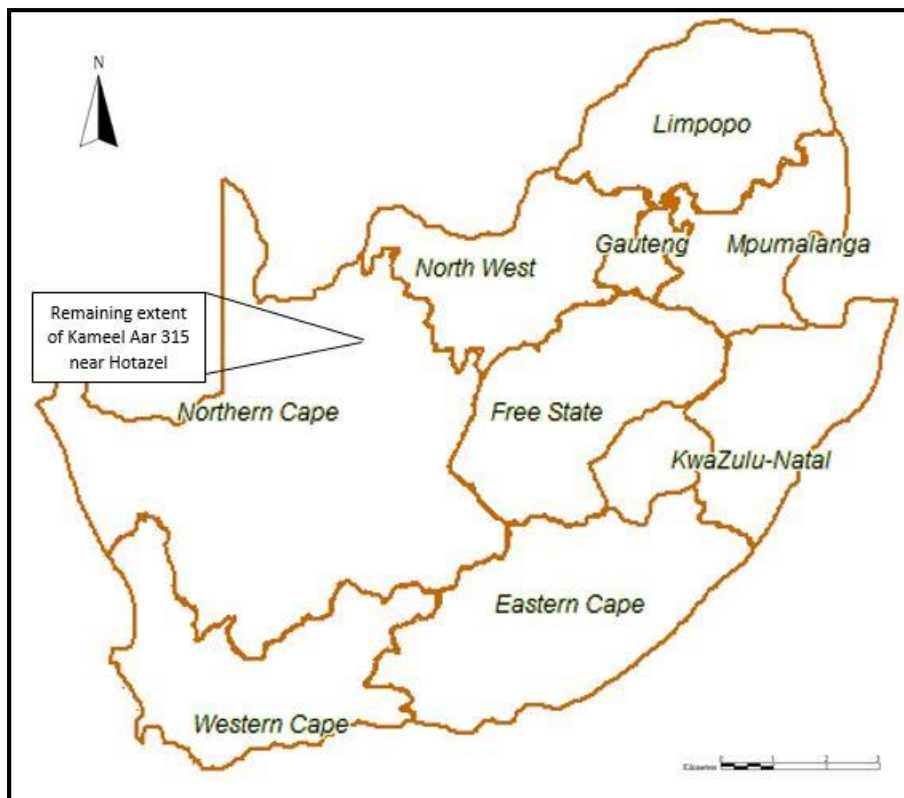 N
Limpopo
Gauteng
Mpumalanga
North West
Remaining extent
of Kameel Aar 315
near Hotazel
Northern Cape
Free State
KwaZulu-Natal
Eastern Cape
Western Cape